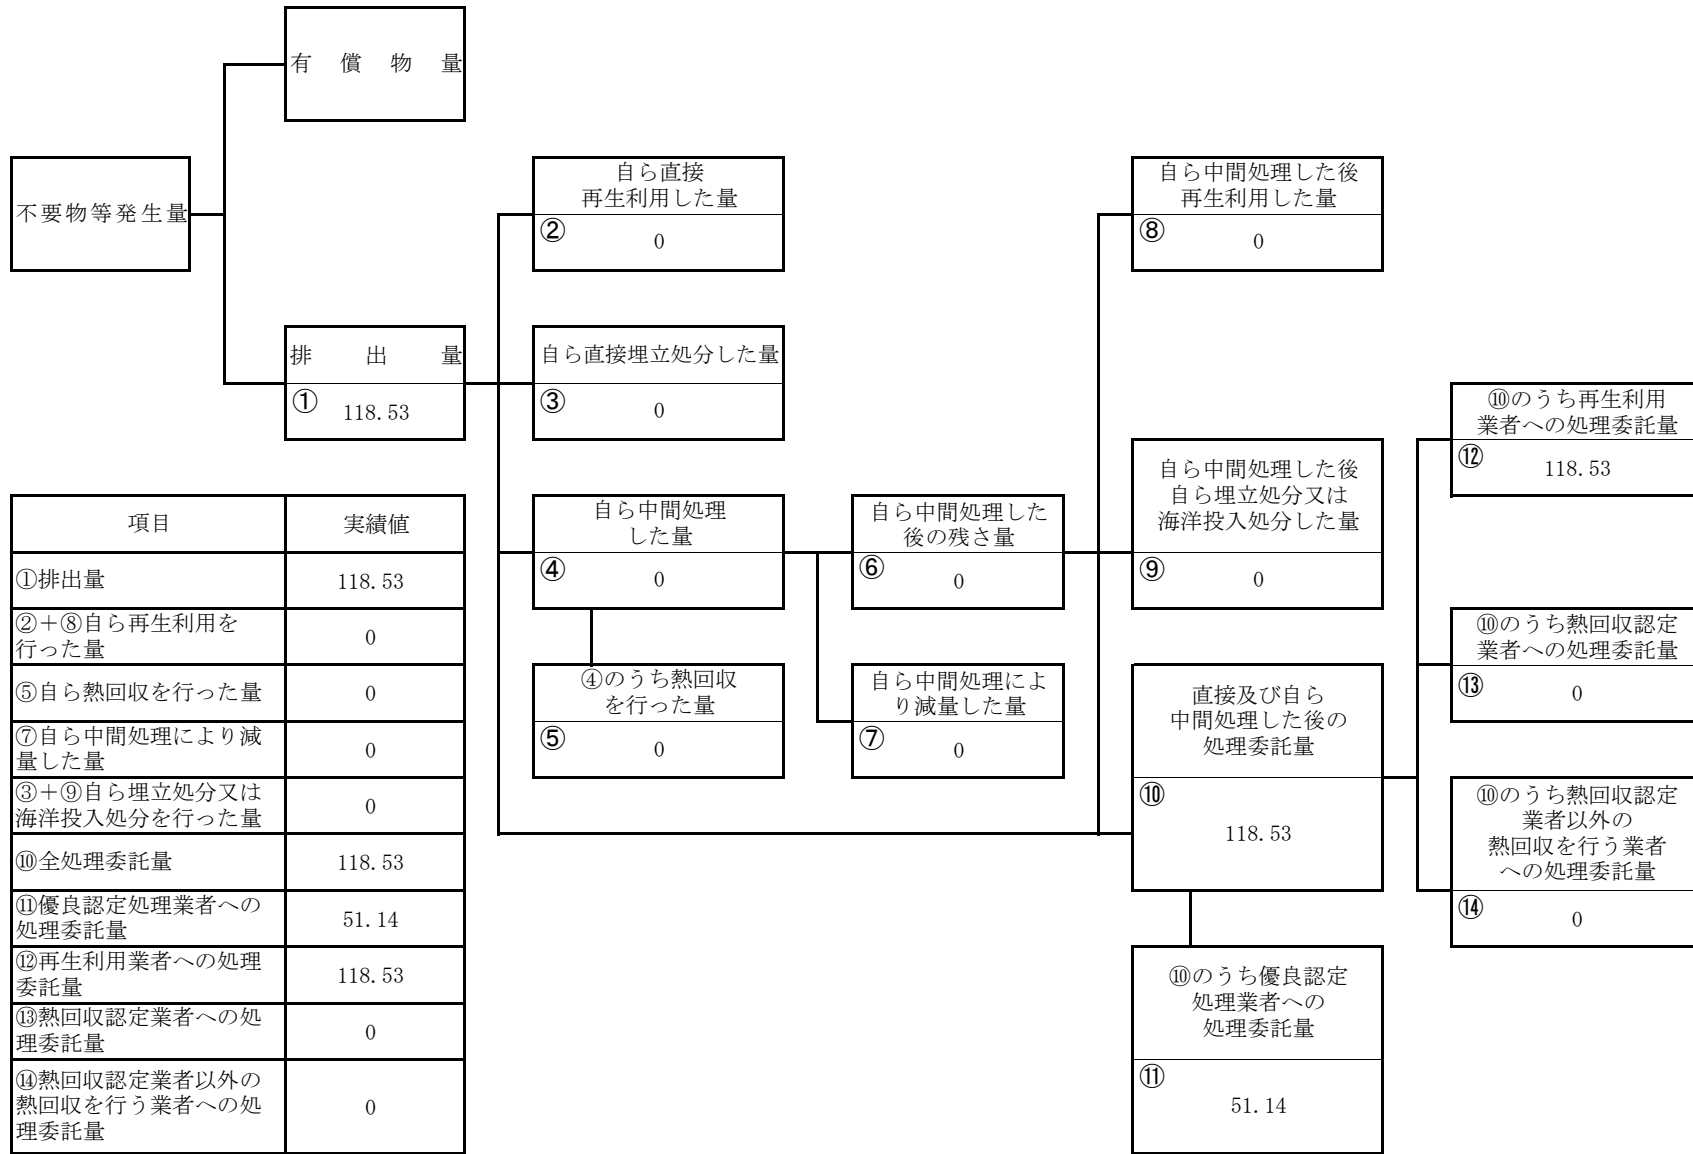 有償物量
不要物等発生量
排出量
①
118.53
自ら直接
再生利用した量
②
0
自ら直接埋立処分した量
③
0
自ら中間処理
した量
④
0
④のうち熱回収
を行った量
⑤
0
自ら中間処理した
後の残さ量
⑥
0
自ら中間処理によ
り減量した量
⑦
0
自ら中間処理した後
再生利用した量
⑧
0
自ら中間処理した後
自ら埋立処分又は
海洋投入処分した量
⑨
0
直接及び自ら
中間処理した後の
処理委託量
⑩
118.53
⑩のうち優良認定
処理業者への
処理委託量
⑪
51.14
⑩のうち再生利用
業者への処理委託量
⑫
118.53
⑩のうち熱回収認定
業者への処理委託量
⑬
0
⑩のうち熱回収認定
業者以外の
熱回収を行う業者
への処理委託量
⑭
0
項目 実績値
①排出量 118.53
②+⑧自ら再生利用を
行った量 0
⑤自ら熱回収を行った量 0
⑦自ら中間処理により減
量した量 0
③+⑨自ら埋立処分又は
海洋投入処分を行った量 0
⑩全処理委託量 118.53
⑪優良認定処理業者への
処理委託量 51.14
⑫再生利用業者への処理
委託量 118.53
⑬熱回収認定業者への処
理委託量 0
⑭熱回収認定業者以外の
熱回収を行う業者への処
理委託量 0